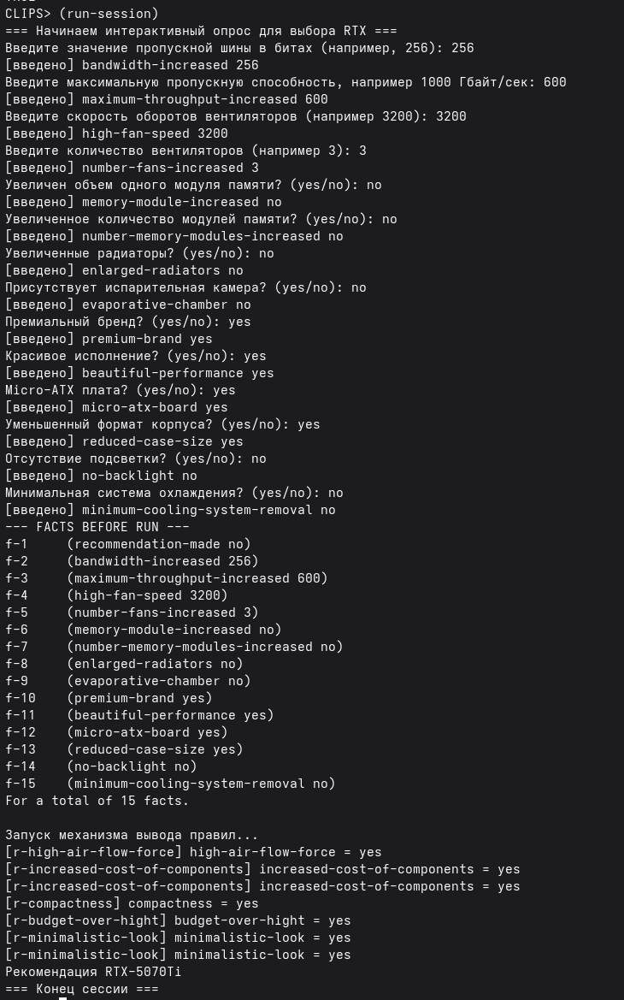 CLIPS> (run-session)
=== Начинаем интерактивный опрос для выбора RTX ===
Введите значение пропускной шины в битах (например, 256): 256
[введено] bandwidth-increased 256
Введите максимальную пропускную способность, например 1000 Гбайт/сек: 600
[введено] maximum-throughput-increased 600
Введите скорость оборотов вентиляторов (например 3200): 3200
[введено] high-fan-speed 3200
Введите количество вентиляторов (например 3): 3
[введено] number-fans-increased 3
Увеличен объем одного модуля памяти? (yes/no): no
[введено] memory-module-increased no
Увеличенное количество модулей памяти? (yes/no): no
[введено] number-memory-modules-increased no
Увеличенные радиаторы? (yes/no): no
[введено] enlarged-radiators no
Присутствует испарительная камера? (yes/no): no
[введено] evaporative-chamber no
Премиальный бренд? (yes/no): yes
[введено] premium-brand yes
Красивое исполнение? (yes/no): yes
[введено] beautiful-performance yes
Micro-ATX плата? (yes/no): yes
[введено] micro-atx-board yes
Уменьшенный формат корпуса? (yes/no): yes
[введено] reduced-case-size yes
Отсутствие подсветки? (yes/no): no
[введено] no-backlight no
Минимальная система охлаждения? (yes/no): no
[введено] minimum-cooling-system-removal no
--- FACTS BEFORE RUN ---
f-1 (recommendation-made no)
f-2 (bandwidth-increased 256)
f-3 (maximum-throughput-increased 600)
f-4 (high-fan-speed 3200)
f-5 (number-fans-increased 3)
f-6 (memory-module-increased no)
f-7 (number-memory-modules-increased no)
f-8 (enlarged-radiators no)
f-9 (evaporative-chamber no)
f-10 (premium-brand yes)
f-11 (beautiful-performance yes)
f-12 (micro-atx-board yes)
f-13 (reduced-case-size yes)
f-14 (no-backlight no)
f-15 (minimum-cooling-system-removal no)
For a total of 15 facts.
Запуск механизма вывода правил...
[r-high-air-flow-force] high-air-flow-force = yes
[r-increased-cost-of-components] increased-cost-of-components = yes
[r-increased-cost-of-components] increased-cost-of-components = yes
[r-compactness] compactness = yes
[r-budget-over-hight] budget-over-hight = yes
[r-minimalistic-look] minimalistic-look = yes
[r-minimalistic-look] minimalistic-look = yes
Рекомендация RTX-5070Ti
=== Конец сессии ===